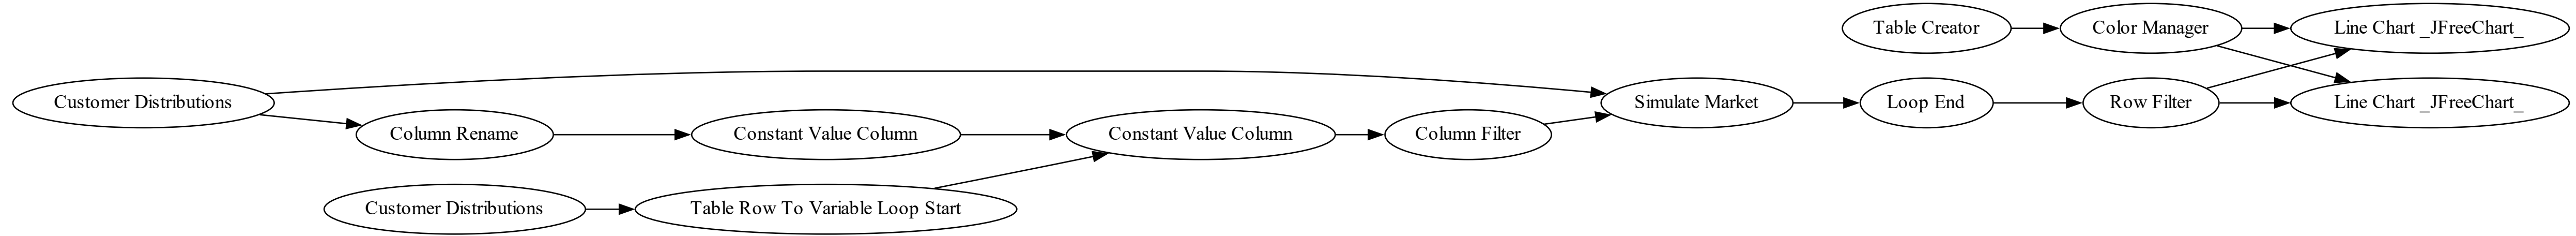 Table Creator
Color Manager
Line Chart _JFreeChart_
Customer Distributions
Simulate Market
Loop End
Row Filter
Line Chart _JFreeChart_
Column Rename
Constant Value Column
Constant Value Column
Column Filter
Customer Distributions
Table Row To Variable Loop Start